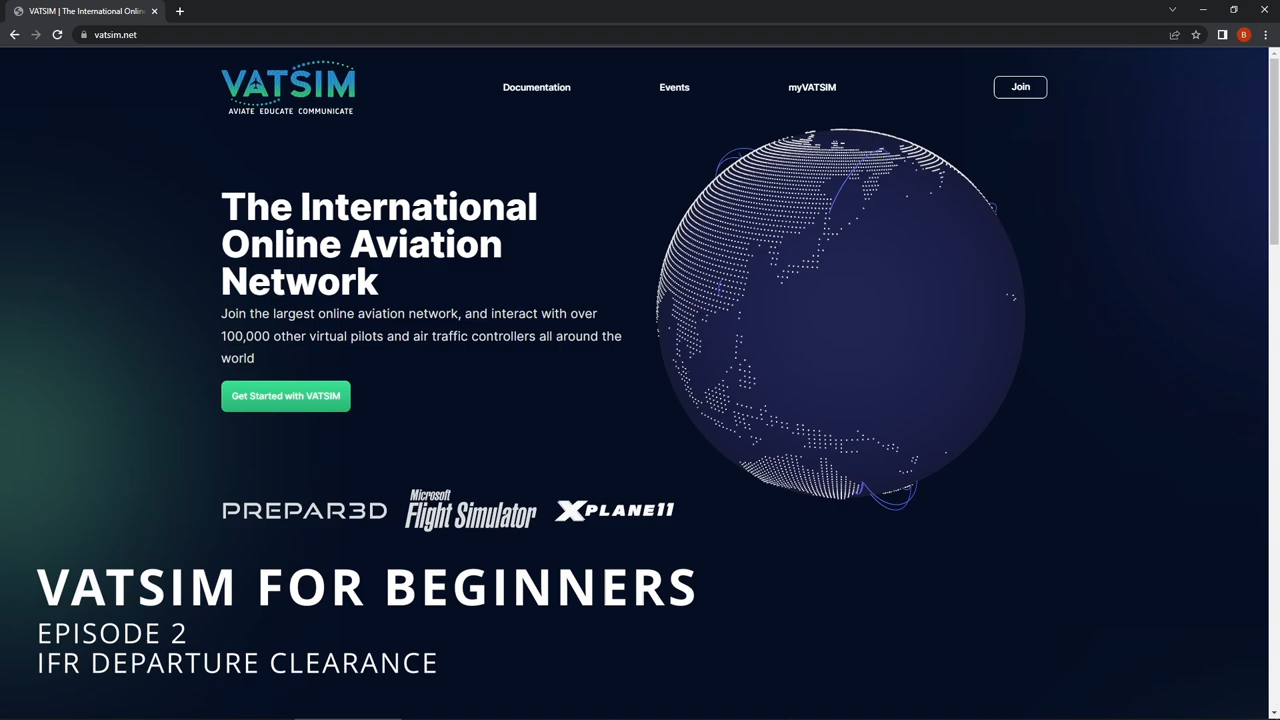 VATSIM | The International Onlin
vatsim.net
B
VATSIM
AVIATE EDUCATE COMMUNICATE
Documentation
Events
myVATSIM
Join
The International
Online Aviation
Network
Join the largest online aviation network, and interact with over
100,000 other virtual pilots and air traffic controllers all around the
world
Get Started with VATSIM
PREPAR3D
Microsoft
Flight Simulator
XPLANE11
VATSIM FOR BEGINNERS
EPISODE 2
IFR DEPARTURE CLEARANCE